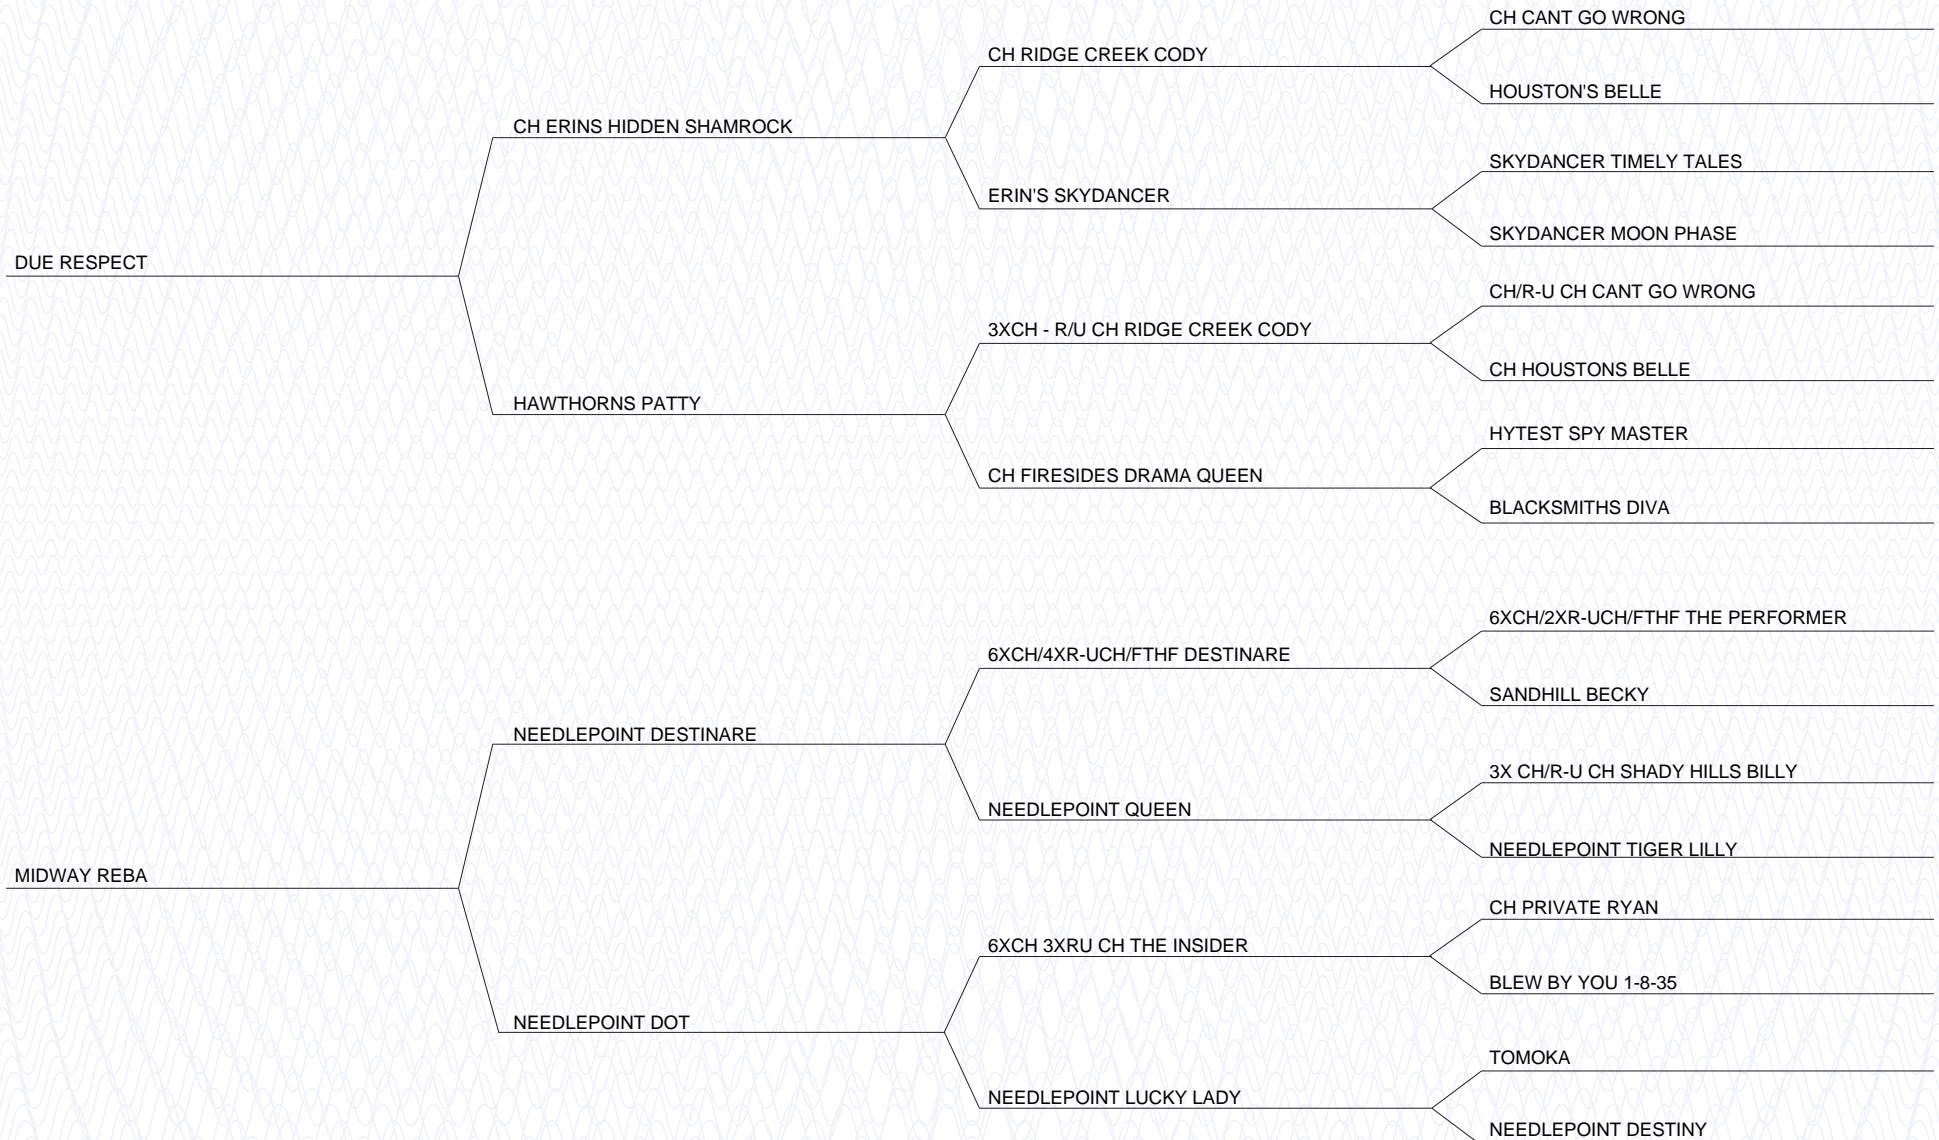 CH CANT GO WRONG
CH RIDGE CREEK CODY
HOUSTON'S BELLE
CH ERINS HIDDEN SHAMROCK
SKYDANCER TIMELY TALES
ERIN'S SKYDANCER
SKYDANCER MOON PHASE
DUE RESPECT
CH/R-U CH CANT GO WRONG
3XCH - R/U CH RIDGE CREEK CODY
CH HOUSTONS BELLE
HAWTHORNS PATTY
HYTEST SPY MASTER
CH FIRESIDES DRAMA QUEEN
BLACKSMITHS DIVA
6XCH/2XR-UCH/FTHF THE PERFORMER
6XCH/4XR-UCH/FTHF DESTINARE
SANDHILL BECKY
NEEDLEPOINT DESTINARE
3X CH/R-U CH SHADY HILLS BILLY
NEEDLEPOINT QUEEN
NEEDLEPOINT TIGER LILLY
MIDWAY REBA
CH PRIVATE RYAN
6XCH 3XRU CH THE INSIDER
BLEW BY YOU 1-8-35
NEEDLEPOINT DOT
TOMOKA
NEEDLEPOINT LUCKY LADY
NEEDLEPOINT DESTINY